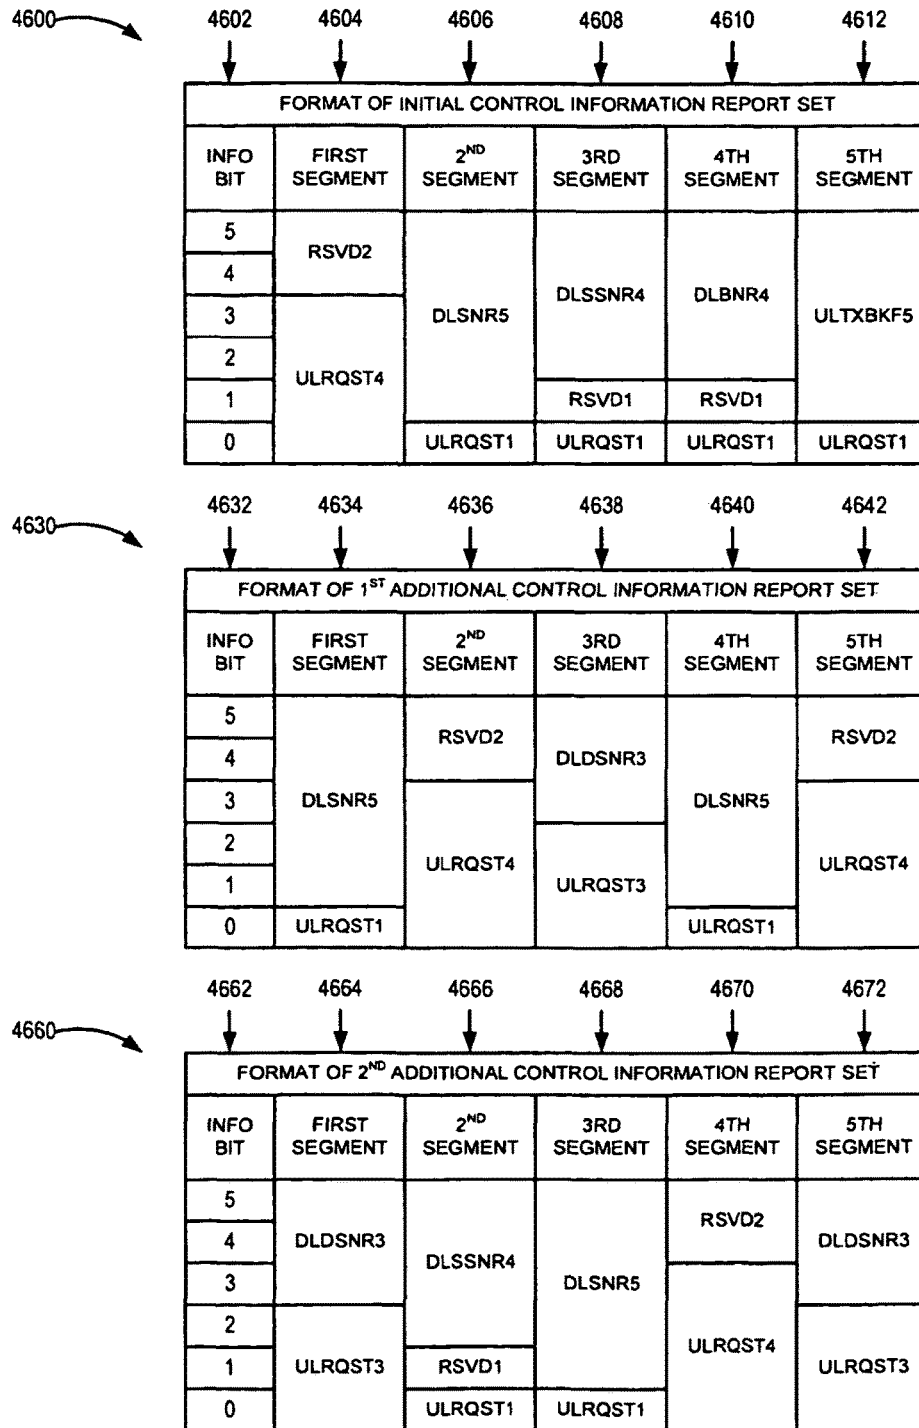 4600 4602 4604 4606 4608 4610 4612
FORMAT OF INITIAL CONTROL INFORMATION REPORT SET
INFO BIT FIRST SEGMENT 2ND SEGMENT 3RD SEGMENT 4TH SEGMENT 5TH SEGMENT
5
RSVD2
4
3 DLSNR5 DLSSNR4 DLBNR4 ULTXBKF5
2
ULRQST4
1 RSVD1 RSVD1
0 ULRQST1 ULRQST1 ULRQST1 ULRQST1
4630 4632 4634 4636 4638 4640 4642
FORMAT OF 1ST ADDITIONAL CONTROL INFORMATION REPORT SET
INFO BIT FIRST SEGMENT 2ND SEGMENT 3RD SEGMENT 4TH SEGMENT 5TH SEGMENT
5
RSVD2 RSVD2
4 DLDSNR3
3 DLSNR5 DLSNR5
2
ULRQST4 ULRQST4
1 ULRQST3
0 ULRQST1 ULRQST1
4660 4662 4664 4666 4668 4670 4672
FORMAT OF 2ND ADDITIONAL CONTROL INFORMATION REPORT SET
INFO BIT FIRST SEGMENT 2ND SEGMENT 3RD SEGMENT 4TH SEGMENT 5TH SEGMENT
5
RSVD2
4 DLDSNR3 DLDSNR3
DLSSNR4
3 DLSNR5
2
ULRQST4
1 ULRQST3 RSVD1 ULRQST3
0 ULRQST1 ULRQST1